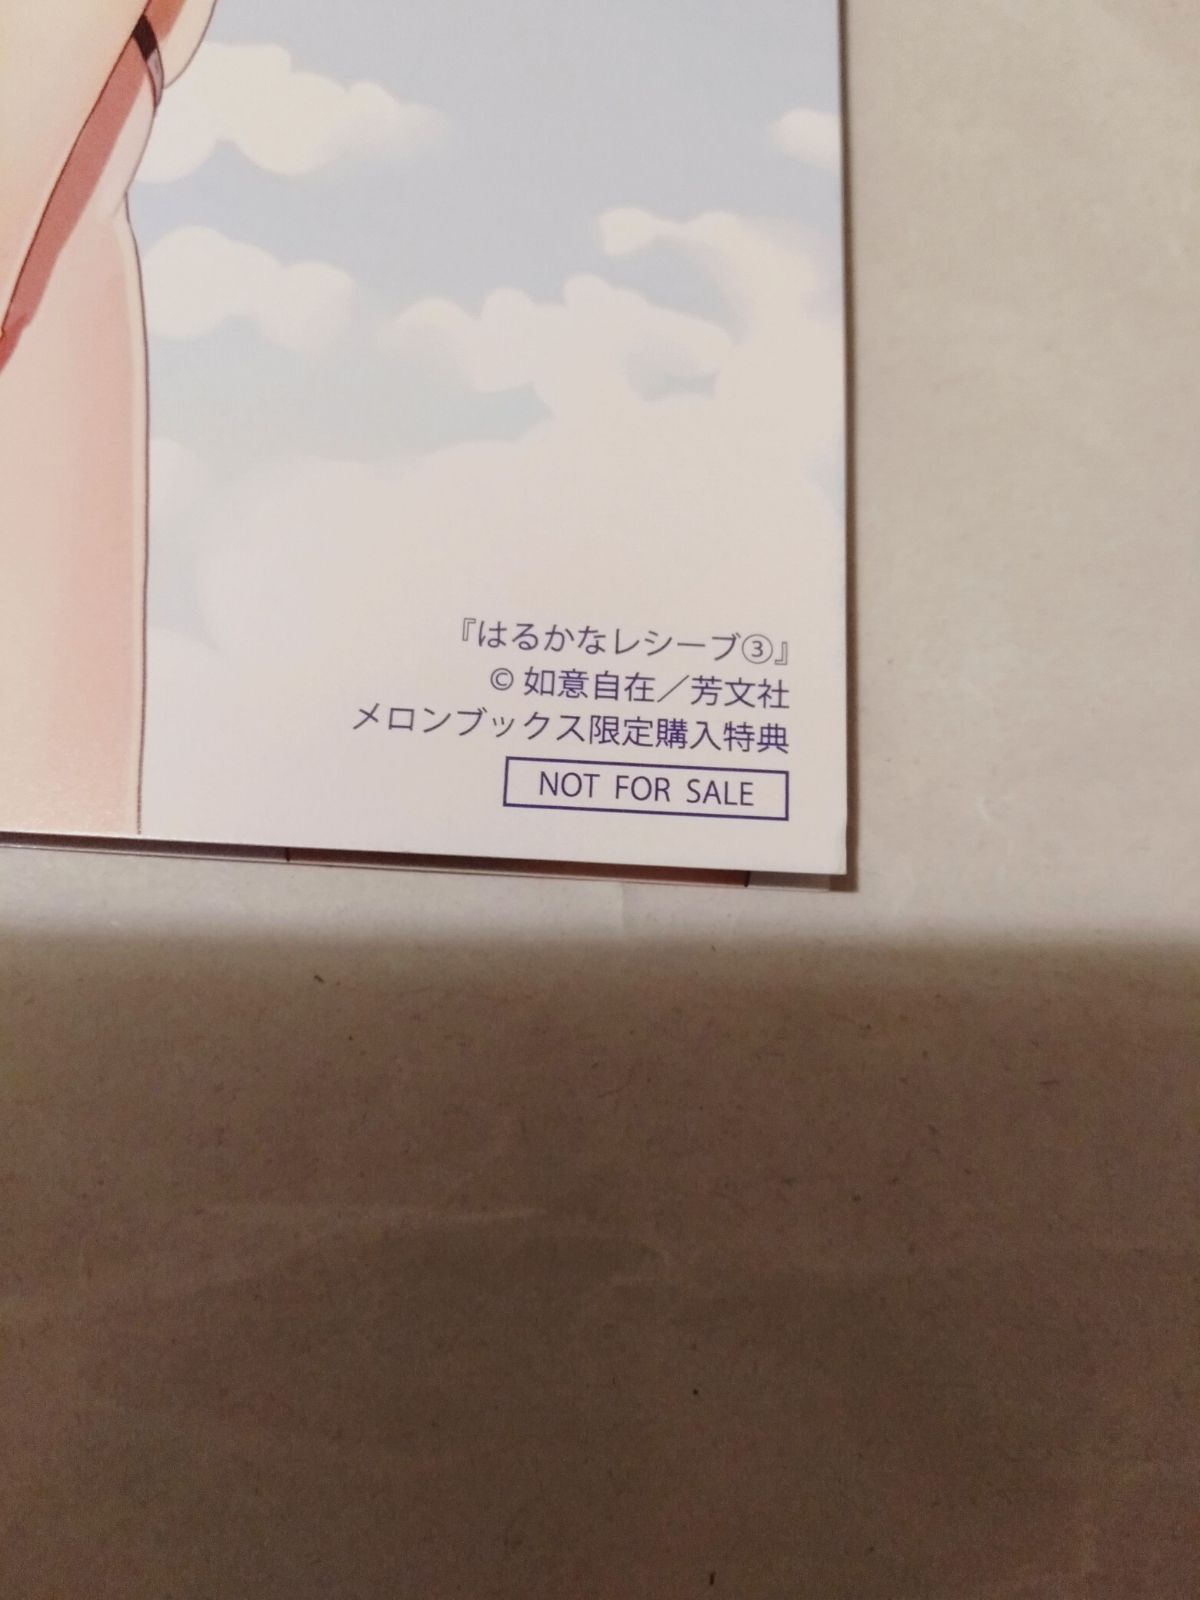 『はるかなレシーブ③』
© 如意自在／芳文社
メロンブックス限定購入特典
NOT FOR SALE